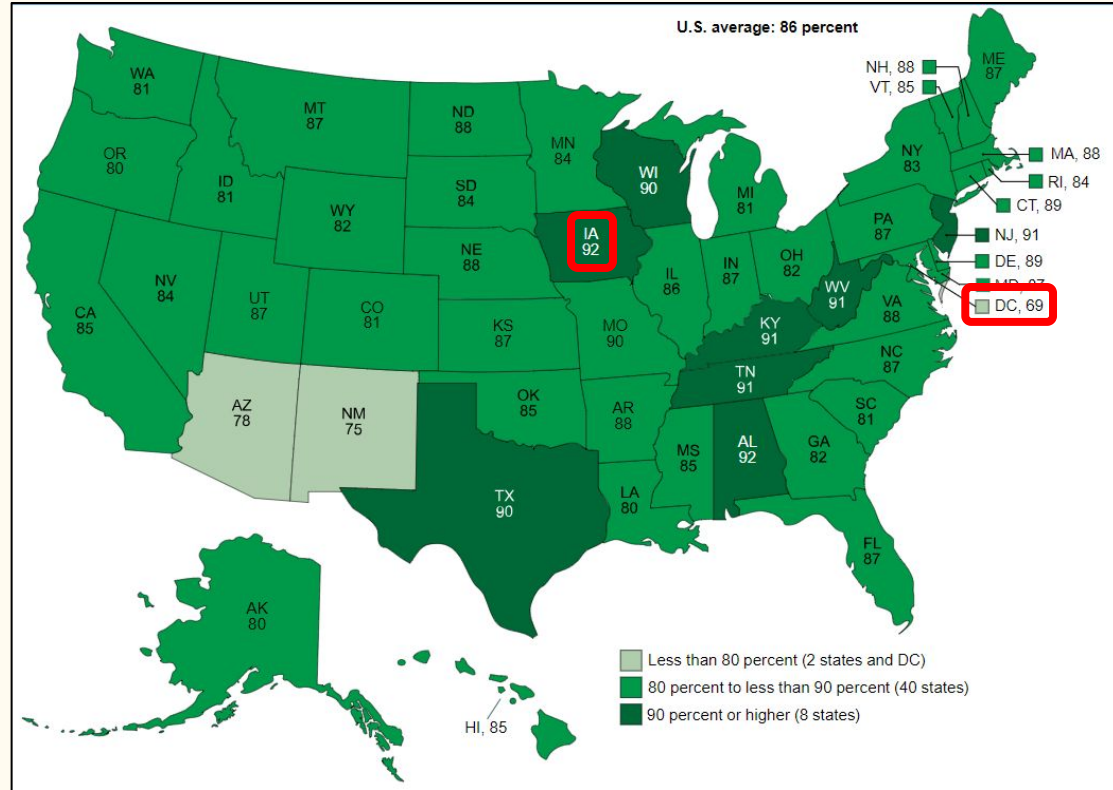 U.S. average: 86 percent
WA
81
OR
80
CA
85
NV
84
ID
81
MT
87
WY
82
UT
87
CO
81
AZ
78
NM
75
ND
88
SD
84
NE
88
KS
87
OK
85
TX
90
MN
84
IA
92
MO
90
AR
88
LA
80
WI
90
IL
86
MI
81
IN
87
OH
82
KY
91
TN
91
MS
85
AL
92
GA
82
FL
87
SC
81
NC
87
VA
88
WV
91
PA
87
NY
83
ME
87
NH, 88
VT, 85
MA, 88
RI, 84
CT, 89
NJ, 91
DE, 89
MD, 87
DC, 69
AK
80
HI, 85
Less than 80 percent (2 states and DC)
80 percent to less than 90 percent (40 states)
90 percent or higher (8 states)